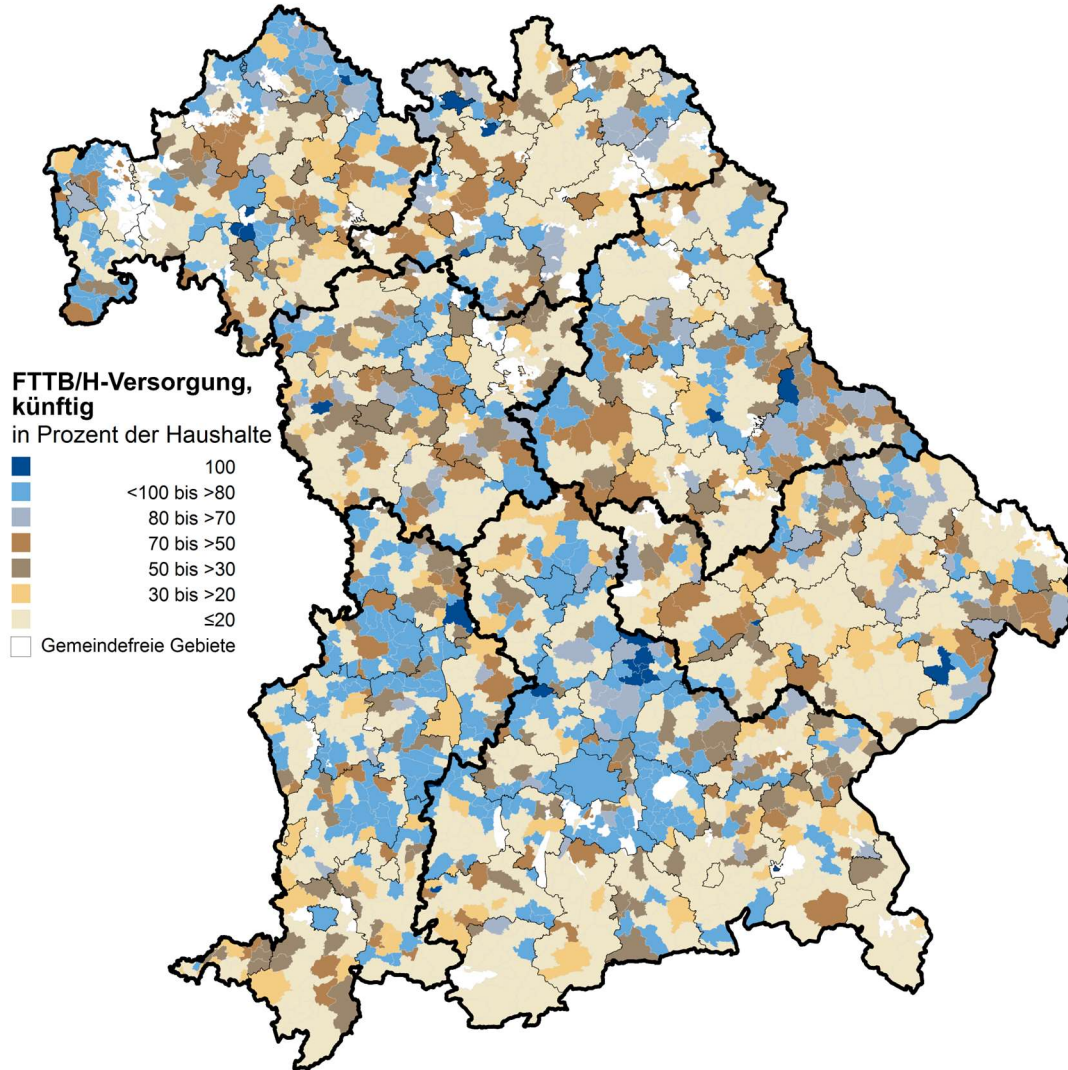 FTTB/H-Versorgung,
künftig
in Prozent der Haushalte
100
<100 bis >80
80 bis >70
70 bis >50
50 bis >30
30 bis >20
≤20
Gemeindefreie Gebiete